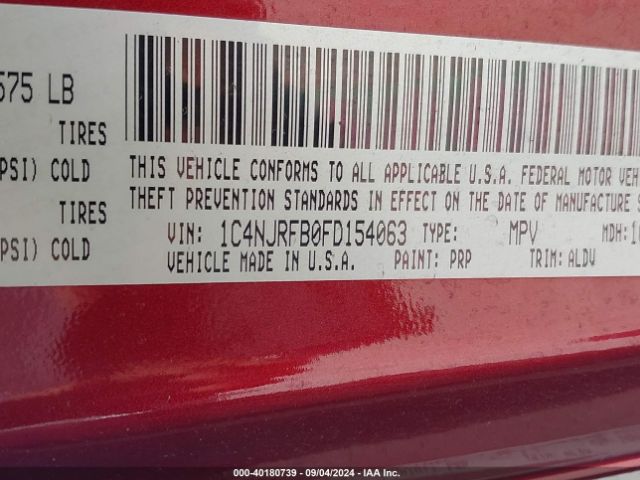 575 LB
TIRES
PSI) COLD
TIRES
PSI) COLD
THIS VEHICLE CONFORMS TO ALL APPLICABLE U.S.A. FEDERAL MOTOR VEH
THEFT PREVENTION STANDARDS IN EFFECT ON THE DATE OF MANUFACTURE S
VIN: 1C4NJRFB0FD154063 TYPE: MPV MDH:
VEHICLE MADE IN U.S.A. PAINT: PRP TRIM: ALDV
000-40180739 - 09/04/2024 - IAAI.COM